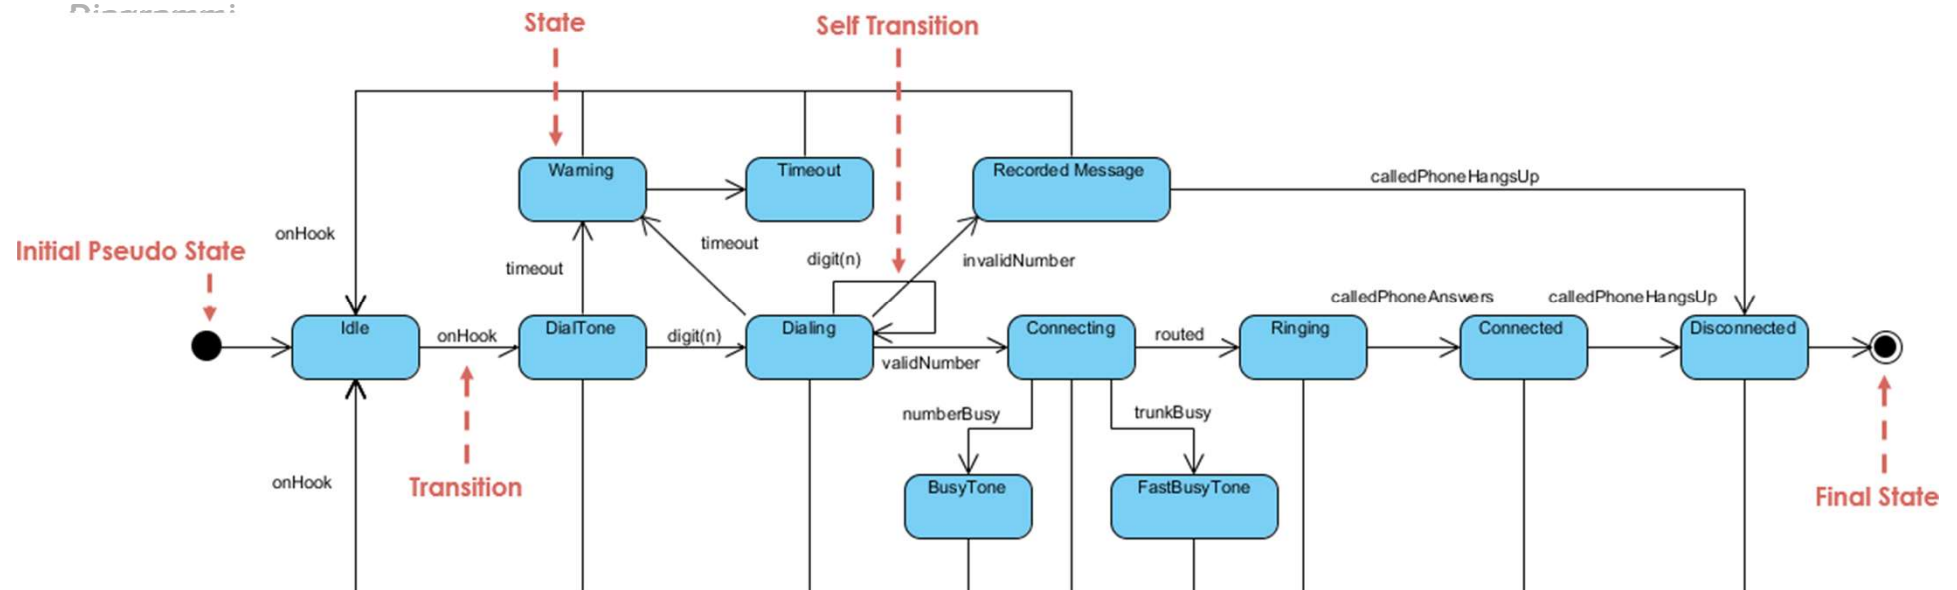 State
Self Transition
Warning
Timeout
Recorded Message
calledPhoneHangsUp
onHook
timeout
digit(n)
invalidNumber
Initial Pseudo State
timeout
calledPhoneAnswers
calledPhoneHangsUp
Idle
onHook
DialTone
digit(n)
Dialing
validNumber
Connecting
routed
Ringing
Connected
Disconnected
numberBusy
trunkBusy
onHook
Transition
BusyTone
FastBusyTone
Final State